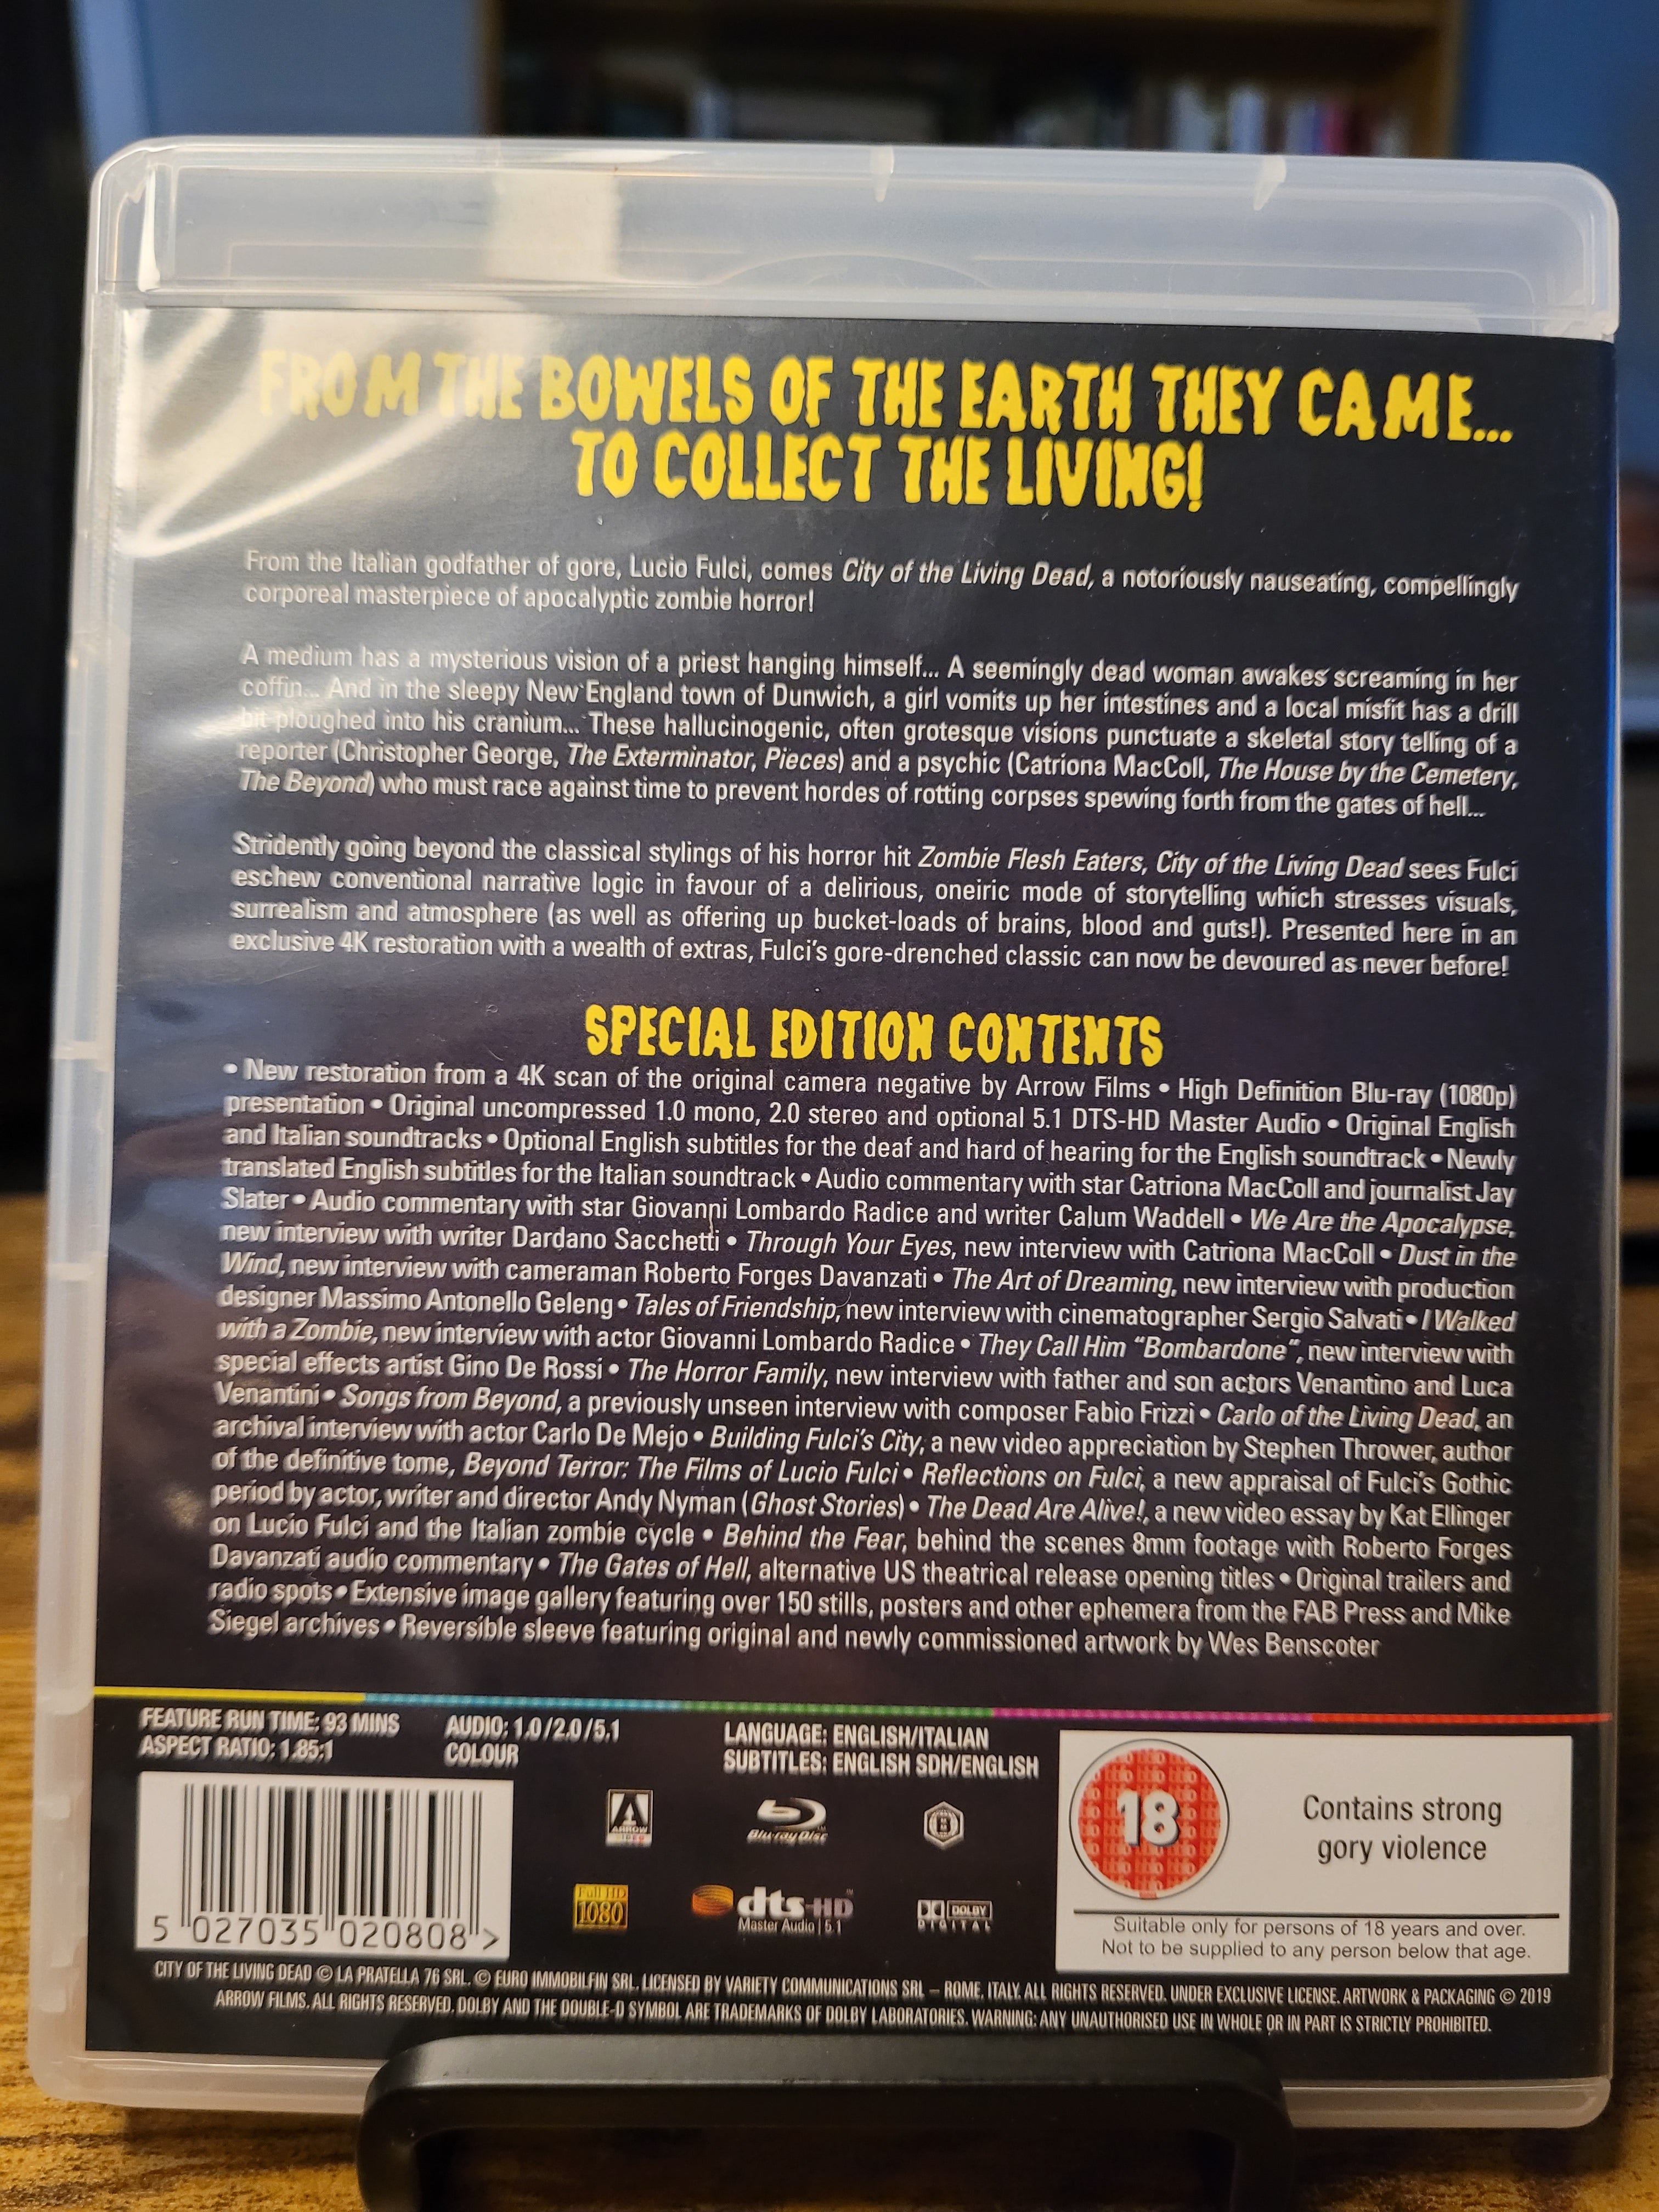 FROM THE BOWELS OF THE EARTH THEY CAME...
TO COLLECT THE LIVING!
From the Italian godfather of gore, Lucio Fulci, comes City of the Living Dead, a notoriously nauseating, compellingly
corporeal masterpiece of apocalyptic zombie horror!
A medium has a mysterious vision of a priest hanging himself... A seemingly dead woman awakes screaming in her
coffin... And in the sleepy New England town of Dunwich, a girl vomits up her intestines and a local misfit has a drill
bit ploughed into his cranium... These hallucinogenic, often grotesque visions punctuate a skeletal story telling of a
reporter (Christopher George, The Exterminator, Pieces) and a psychic (Catriona MacColl, The House by the Cemetery,
The Beyond) who must race against time to prevent hordes of rotting corpses spewing forth from the gates of hell...
Stridently going beyond the classical stylings of his horror hit Zombie Flesh Eaters, City of the Living Dead sees Fulci
eschew conventional narrative logic in favour of a delirious, oneiric mode of storytelling which stresses visuals,
surrealism and atmosphere (as well as offering up bucket-loads of brains, blood and guts!). Presented here in an
exclusive 4K restoration with a wealth of extras, Fulci's gore-drenched classic can now be devoured as never before!
SPECIAL EDITION CONTENTS
• New restoration from a 4K scan of the original camera negative by Arrow Films • High Definition Blu-ray (1080p)
presentation • Original uncompressed 1.0 mono, 2.0 stereo and optional 5.1 DTS-HD Master Audio • Original English
and Italian soundtracks • Optional English subtitles for the deaf and hard of hearing for the English soundtrack • Newly
translated English subtitles for the Italian soundtrack • Audio commentary with star Catriona MacColl and journalist Jay
Slater • Audio commentary with star Giovanni Lombardo Radice and writer Calum Waddell • We Are the Apocalypse,
new interview with writer Dardano Sacchetti • Through Your Eyes, new interview with Catriona MacColl • Dust in the
Wind, new interview with cameraman Roberto Forges Davanzati • The Art of Dreaming, new interview with production
designer Massimo Antonello Geleng • Tales of Friendship, new interview with cinematographer Sergio Salvati • I Walked
with a Zombie, new interview with actor Giovanni Lombardo Radice • They Call Him "Bombardone", new interview with
special effects artist Gino De Rossi • The Horror Family, new interview with father and son actors Venantino and Luca
Venantini • Songs from Beyond, a previously unseen interview with composer Fabio Frizzi • Carlo of the Living Dead, an
archival interview with actor Carlo De Mejo • Building Fulci's City, a new video appreciation by Stephen Thrower, author
of the definitive tome, Beyond Terror: The Films of Lucio Fulci • Reflections on Fulci, a new appraisal of Fulci's Gothic
period by actor, writer and director Andy Nyman (Ghost Stories) • The Dead Are Alive!, a new video essay by Kat Ellinger
on Lucio Fulci and the Italian zombie cycle • Behind the Fear, behind the scenes 8mm footage with Roberto Forges
Davanzati audio commentary • The Gates of Hell, alternative US theatrical release opening titles • Original trailers and
radio spots • Extensive image gallery featuring over 150 stills, posters and other ephemera from the FAB Press and Mike
Siegel archives • Reversible sleeve featuring original and newly commissioned artwork by Wes Benscoter
FEATURE RUN TIME: 93 MINS
ASPECT RATIO: 1.85:1
AUDIO: 1.0/2.0/5.1
COLOUR
LANGUAGE: ENGLISH/ITALIAN
SUBTITLES: ENGLISH SDH/ENGLISH
ARROW
VIDEO
Blu-ray Disc
B
18
Contains strong
gory violence
Full HD
1080
dts-HD
Master Audio | 5.1
DOLBY
DIGITAL
Suitable only for persons of 18 years and over.
Not to be supplied to any person below that age.
5 027035 020808 >
CITY OF THE LIVING DEAD © LA PRATELLA 76 SRL. © EURO IMMOBILFIN SRL. LICENSED BY VARIETY COMMUNICATIONS SRL – ROME, ITALY. ALL RIGHTS RESERVED. UNDER EXCLUSIVE LICENSE. ARTWORK & PACKAGING © 2019
ARROW FILMS. ALL RIGHTS RESERVED. DOLBY AND THE DOUBLE-D SYMBOL ARE TRADEMARKS OF DOLBY LABORATORIES. WARNING: ANY UNAUTHORISED USE IN WHOLE OR IN PART IS STRICTLY PROHIBITED.